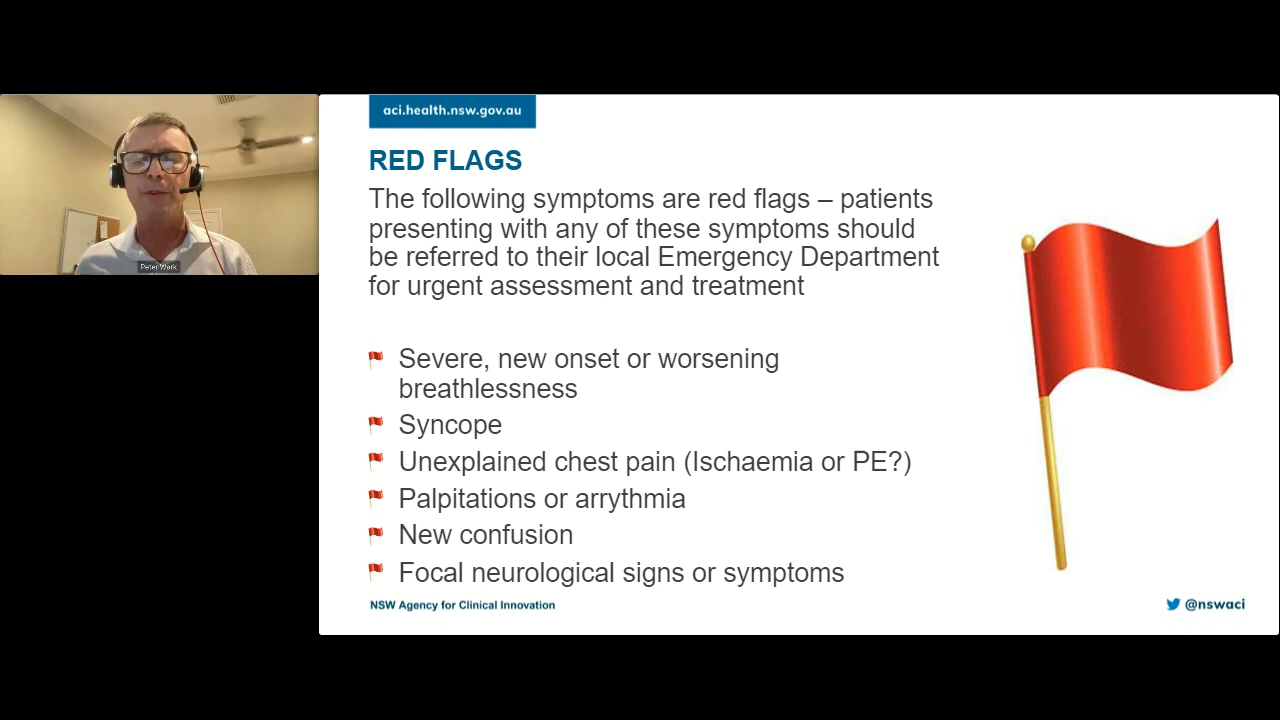 aci.health.nsw.gov.au
RED FLAGS
The following symptoms are red flags – patients
presenting with any of these symptoms should
be referred to their local Emergency Department
for urgent assessment and treatment
Severe, new onset or worsening
breathlessness
Syncope
Unexplained chest pain (Ischaemia or PE?)
Palpitations or arrythmia
New confusion
Focal neurological signs or symptoms
NSW Agency for Clinical Innovation
@nswaci
Peter Wark